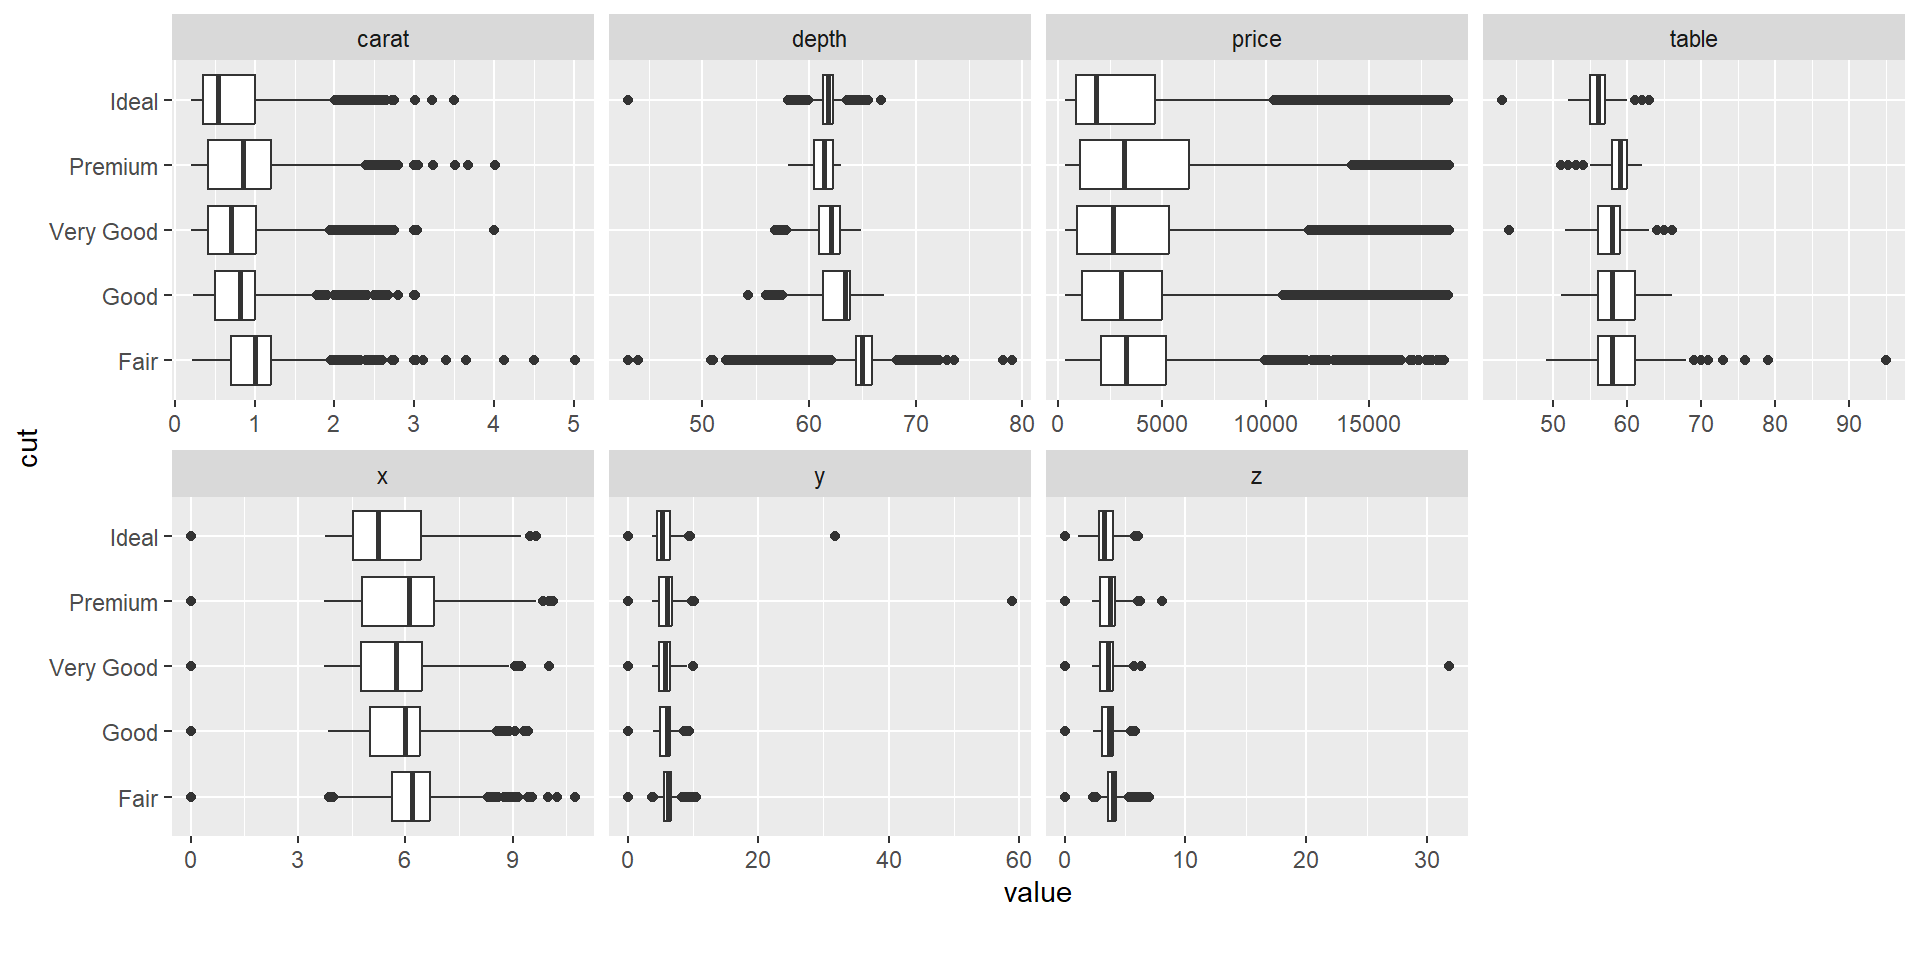 carat depth price table
Ideal
Premium
Very Good
Good
Fair
0 1 2 3 4 5 50 60 70 80 0 5000 10000 15000 50 60 70 80 90
cut
x y z
Ideal
Premium
Very Good
Good
Fair
0 3 6 9 0 20 40 60 0 10 20 30
value